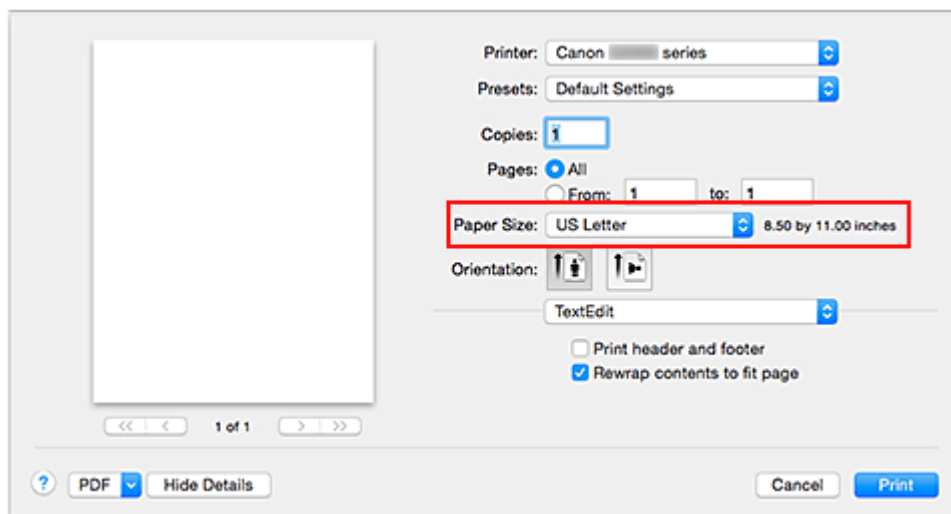 Printer: Canon series
Presets: Default Settings
Copies: 1
Pages: All
From: 1 to: 1
Paper Size: US Letter 8.50 by 11.00 inches
Orientation:
TextEdit
Print header and footer
Rewrap contents to fit page
1 of 1
? PDF Hide Details Cancel Print